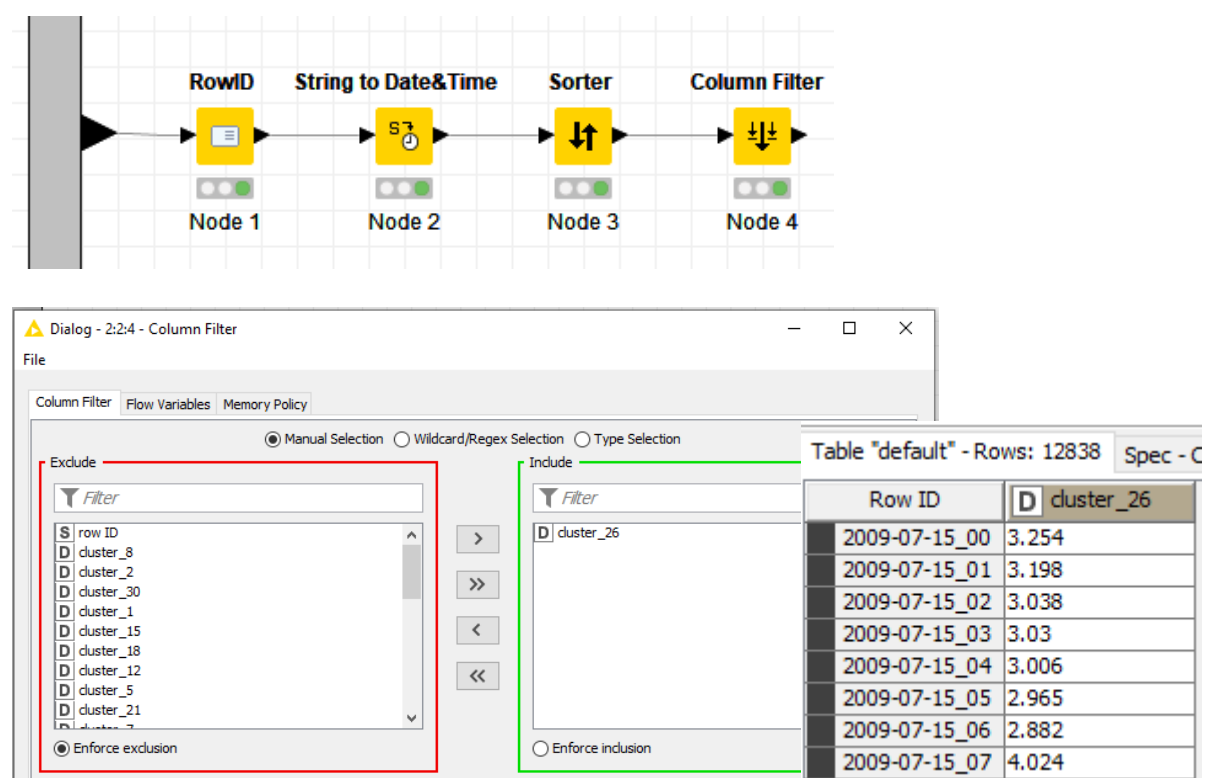 RowID String to Date&Time Sorter Column Filter
S
Node 1 Node 2 Node 3 Node 4
Dialog - 2:2:4 - Column Filter
File
Column Filter Flow Variables Memory Policy
Manual Selection Wildcard/Regex Selection Type Selection
Exclude
Filter
S row ID
D cluster_8
D cluster_2
D cluster_30
D cluster_1
D cluster_15
D cluster_18
D cluster_12
D cluster_5
D cluster_21
Enforce exclusion
>
>>
<
<<
Include
Filter
D cluster_26
Enforce inclusion
Table "default" - Rows: 12838 Spec - C
Row ID D cluster_26
2009-07-15_00 3.254
2009-07-15_01 3.198
2009-07-15_02 3.038
2009-07-15_03 3.03
2009-07-15_04 3.006
2009-07-15_05 2.965
2009-07-15_06 2.882
2009-07-15_07 4.024